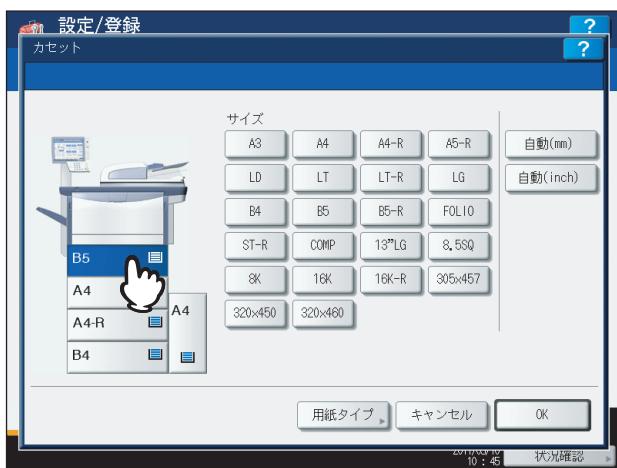 設定/登録
?
カセット
?
サイズ
A3 A4 A4-R A5-R 自動(mm)
LD LT LT-R LG 自動(inch)
B4 B5 B5-R FOLIO
ST-R COMP 13"LG 8.5SQ
8K 16K 16K-R 305x457
320x450 320x460
B5
A4
A4-R
B4
A4
用紙タイプ キャンセル OK
10:45 状況確認